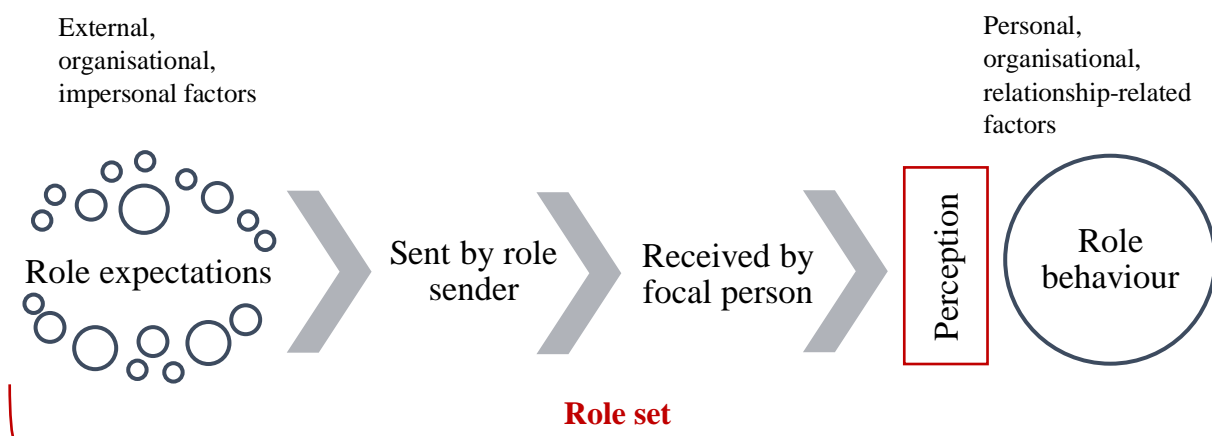 External,
organisational,
impersonal factors
Personal,
organisational,
relationship-related
factors
Role expectations
Sent by role
sender
Received by
focal person
Perception
Role
behaviour
Role set